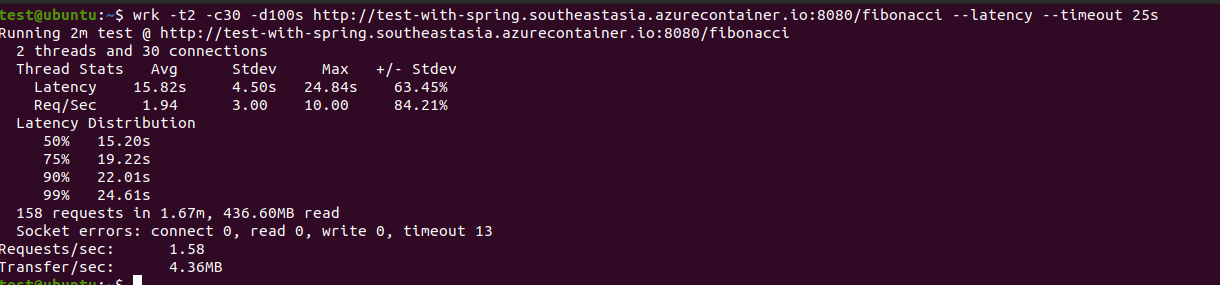 test@ubuntu:~$ wrk -t2 -c30 -d100s http://test-with-spring.southeastasia.azurecontainer.io:8080/fibonacci --latency --timeout 25s
Running 2m test @ http://test-with-spring.southeastasia.azurecontainer.io:8080/fibonacci
  2 threads and 30 connections
  Thread Stats   Avg      Stdev     Max   +/- Stdev
    Latency    15.82s     4.50s   24.84s    63.45%
    Req/Sec     1.94      3.00    10.00     84.21%
  Latency Distribution
     50%   15.20s
     75%   19.22s
     90%   22.01s
     99%   24.61s
  158 requests in 1.67m, 436.60MB read
  Socket errors: connect 0, read 0, write 0, timeout 13
Requests/sec:      1.58
Transfer/sec:      4.36MB
test@ubuntu:~$